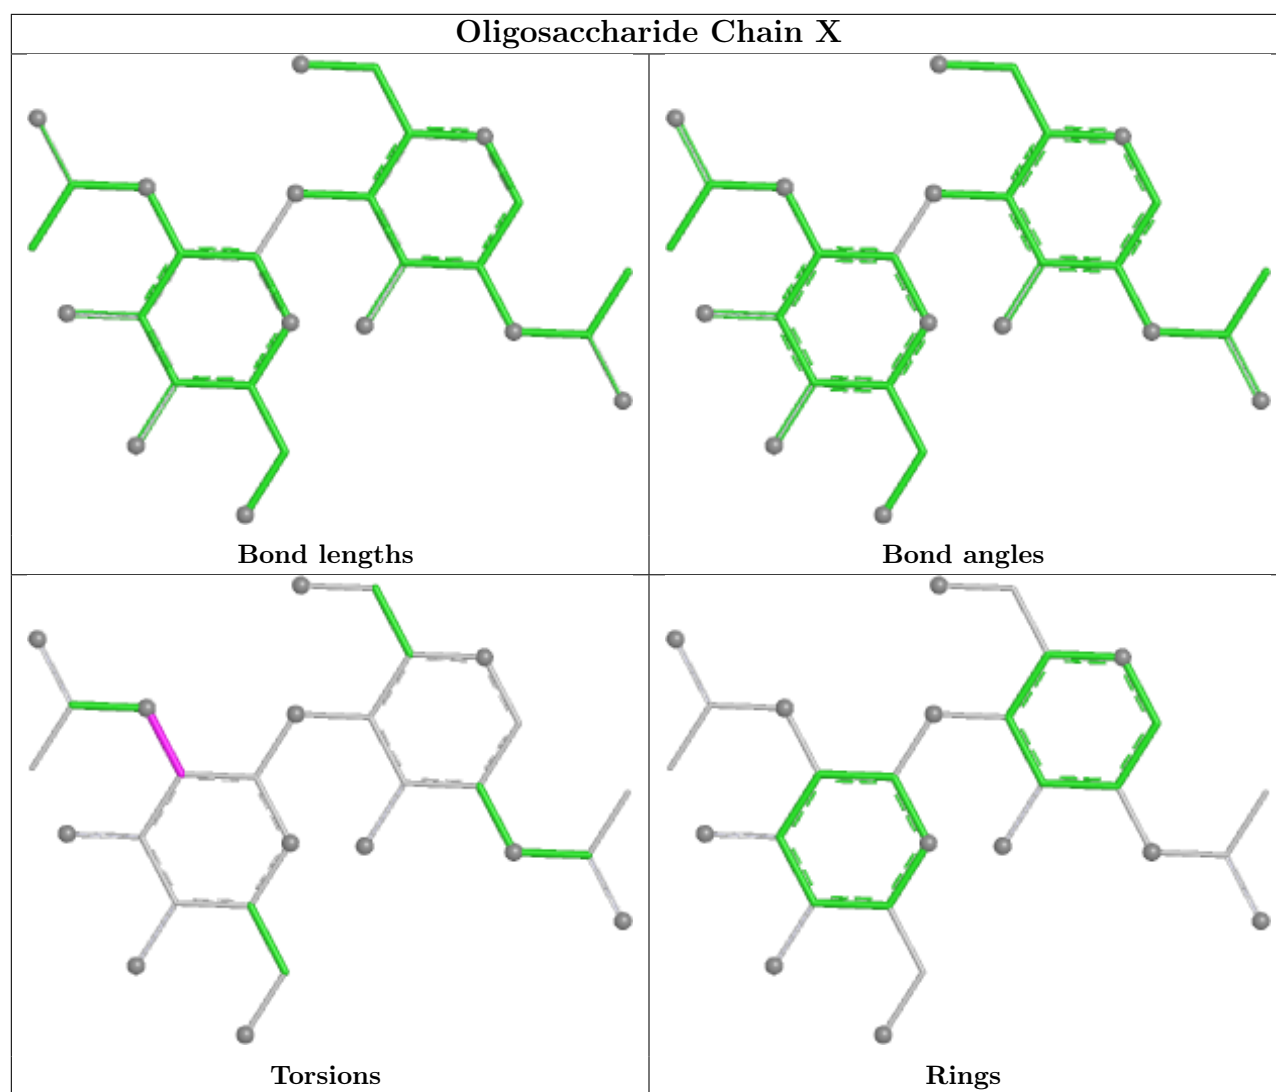 Oligosaccharide Chain X
Bond lengths
Bond angles
Torsions
Rings